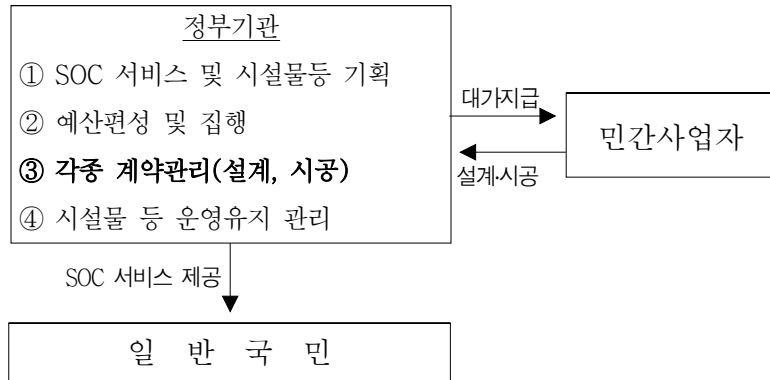 정부기관
① SOC 서비스 및 시설물등 기획
② 예산편성 및 집행
③ 각종 계약관리(설계, 시공)
④ 시설물 등 운영유지 관리
대가지급
설계·시공
민간사업자
SOC 서비스 제공
일 반 국 민